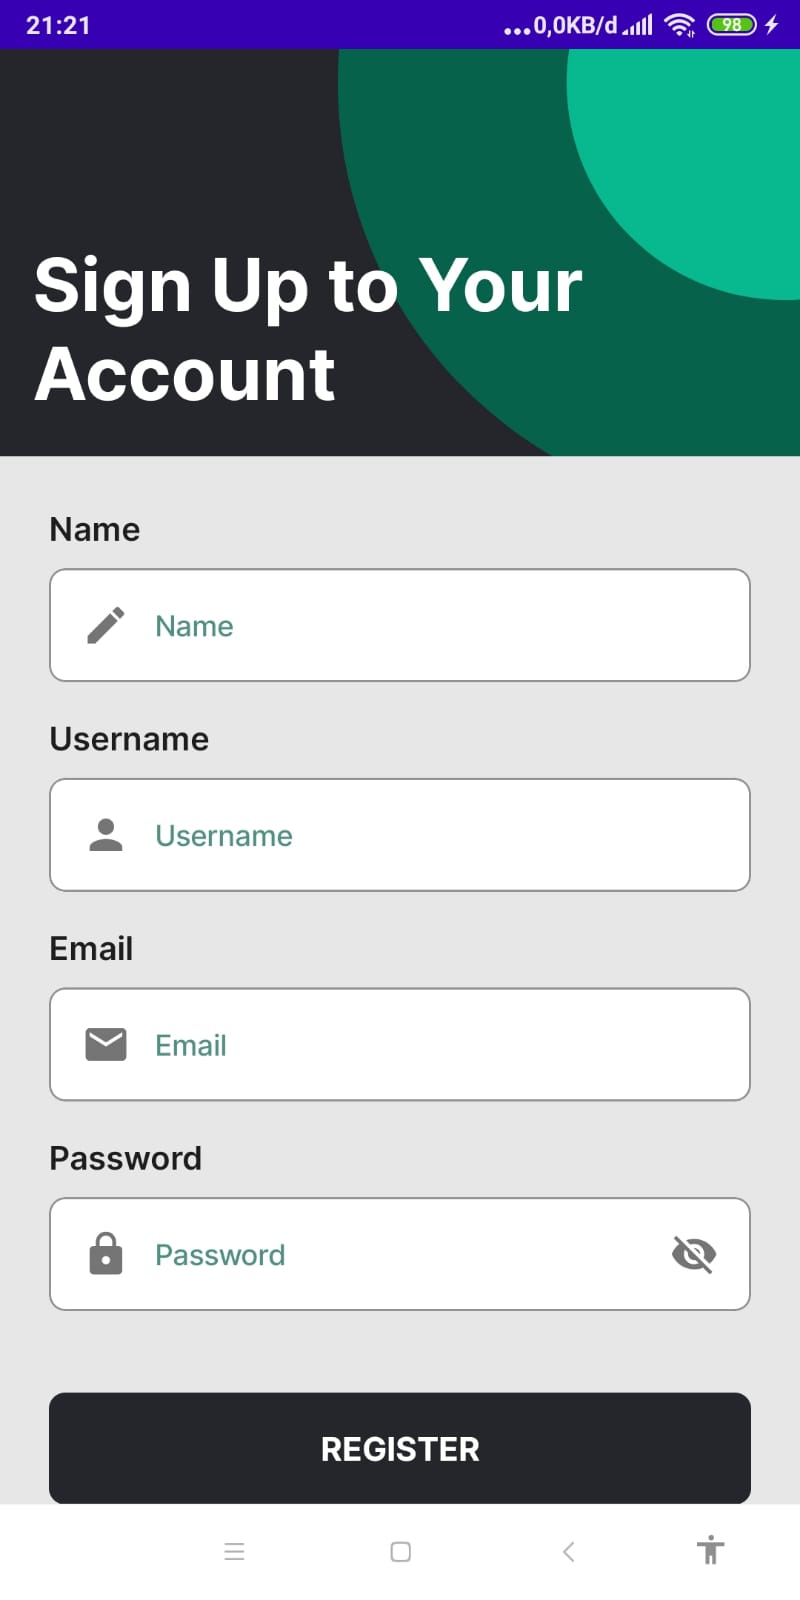 21:21
...0,0KB/d 98
Sign Up to Your
Account
Name
Name
Username
Username
Email
Email
Password
Password
REGISTER